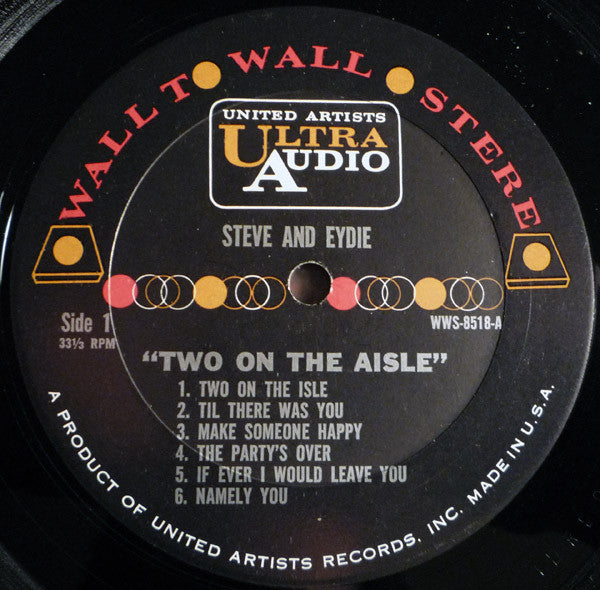 WALL TO WALL STEREO
UNITED ARTISTS
ULTRA
AUDIO
STEVE AND EYDIE
Side 1
33⅓ RPM
WWS-8518-A
"TWO ON THE AISLE"
1. TWO ON THE ISLE
2. TIL THERE WAS YOU
3. MAKE SOMEONE HAPPY
4. THE PARTY'S OVER
5. IF EVER I WOULD LEAVE YOU
6. NAMELY YOU
A PRODUCT OF UNITED ARTISTS RECORDS, INC. MADE IN U.S.A.